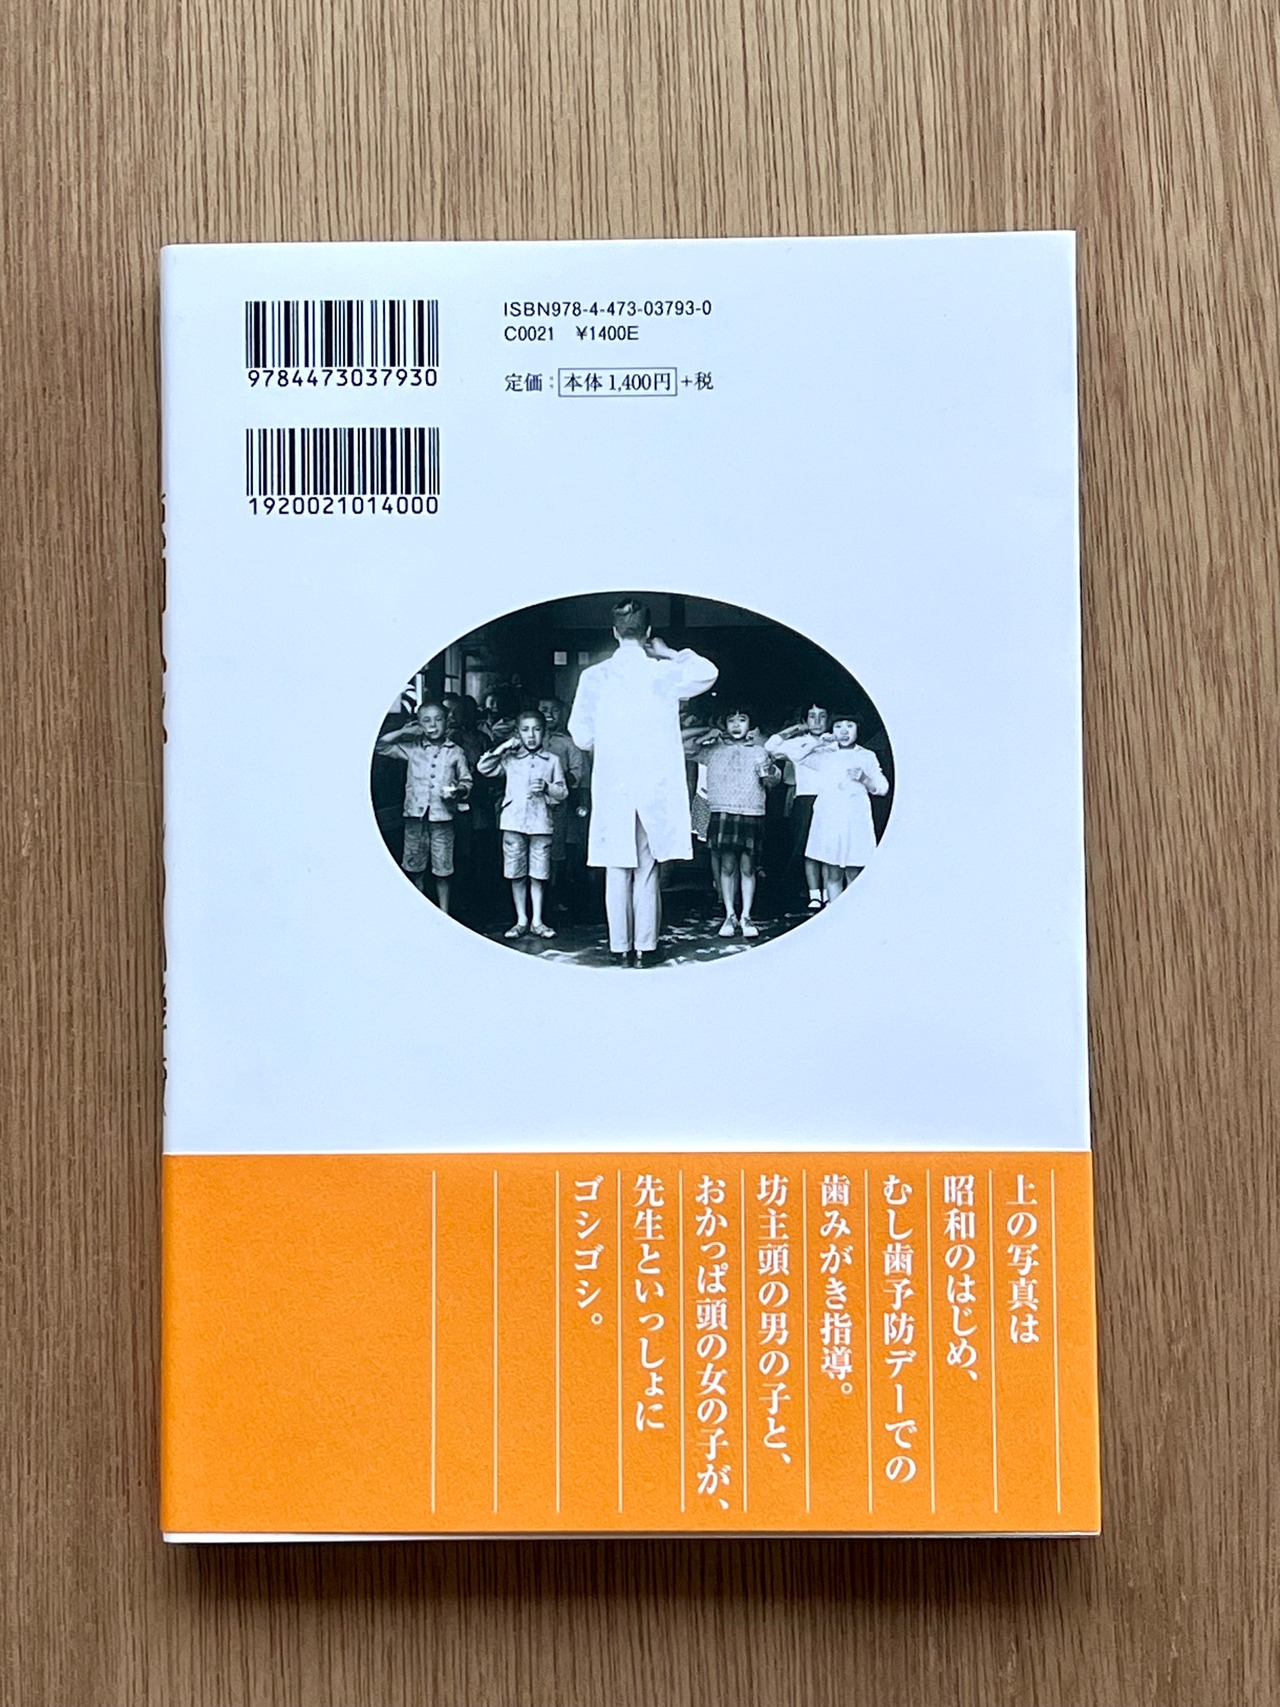 ISBN978-4-473-03793-0
C0021 ¥1400E
定価：本体1,400円+税
9784473037930
1920021014000
上の写真は
昭和のはじめ、
むし歯予防デーでの
歯みがき指導。
坊主頭の男の子と、
おかっぱ頭の女の子が、
先生といっしょに
ゴシゴシ。